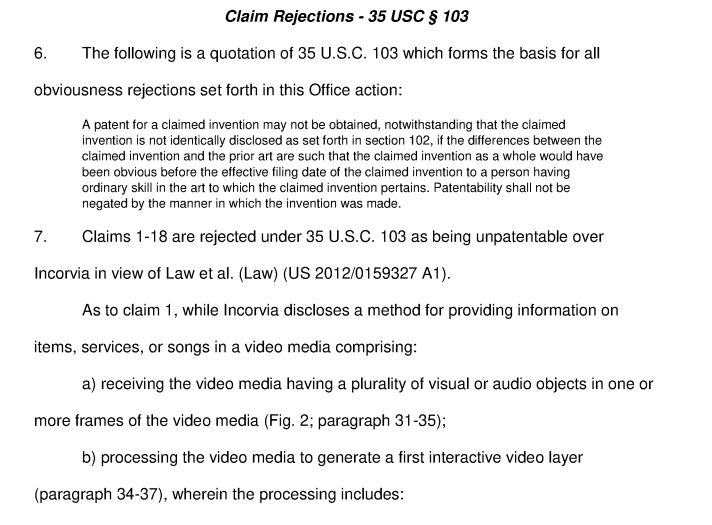 Claim Rejections - 35 USC § 103
6. The following is a quotation of 35 U.S.C. 103 which forms the basis for all
obviousness rejections set forth in this Office action:
A patent for a claimed invention may not be obtained, notwithstanding that the claimed
invention is not identically disclosed as set forth in section 102, if the differences between the
claimed invention and the prior art are such that the claimed invention as a whole would have
been obvious before the effective filing date of the claimed invention to a person having
ordinary skill in the art to which the claimed invention pertains. Patentability shall not be
negated by the manner in which the invention was made.
7. Claims 1-18 are rejected under 35 U.S.C. 103 as being unpatentable over
Incorvia in view of Law et al. (Law) (US 2012/0159327 A1).
As to claim 1, while Incorvia discloses a method for providing information on
items, services, or songs in a video media comprising:
a) receiving the video media having a plurality of visual or audio objects in one or
more frames of the video media (Fig. 2; paragraph 31-35);
b) processing the video media to generate a first interactive video layer
(paragraph 34-37), wherein the processing includes: